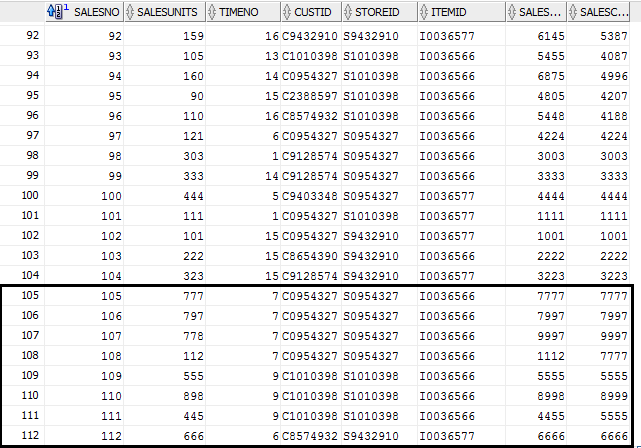 1 SALESNO SALESUNITS TIMENO CUSTID STOREID ITEMID SALES... SALESC...
92 92 159 16 C9432910 S9432910 I0036577 6145 5387
93 93 105 13 C1010398 S1010398 I0036566 5455 4087
94 94 160 14 C0954327 S1010398 I0036566 6875 4996
95 95 90 15 C2388597 S1010398 I0036566 4805 4207
96 96 110 16 C8574932 S1010398 I0036566 5448 4188
97 97 121 6 C0954327 S0954327 I0036566 4224 4224
98 98 303 1 C9128574 S0954327 I0036566 3003 3003
99 99 333 14 C9128574 S0954327 I0036566 3333 3333
100 100 444 5 C9403348 S0954327 I0036577 4444 4444
101 101 111 1 C0954327 S1010398 I0036577 1111 1111
102 102 101 15 C0954327 S9432910 I0036577 1001 1001
103 103 222 15 C8654390 S9432910 I0036566 2222 2222
104 104 323 15 C9128574 S9432910 I0036577 3223 3223
105 105 777 7 C0954327 S0954327 I0036566 7777 7777
106 106 797 7 C0954327 S0954327 I0036566 7997 7997
107 107 778 7 C0954327 S0954327 I0036566 9997 9997
108 108 112 7 C0954327 S0954327 I0036566 1112 7777
109 109 555 9 C1010398 S1010398 I0036566 5555 5555
110 110 898 9 C1010398 S1010398 I0036566 8998 8999
111 111 445 9 C1010398 S1010398 I0036566 4455 5555
112 112 666 6 C8574932 S9432910 I0036577 6666 6666